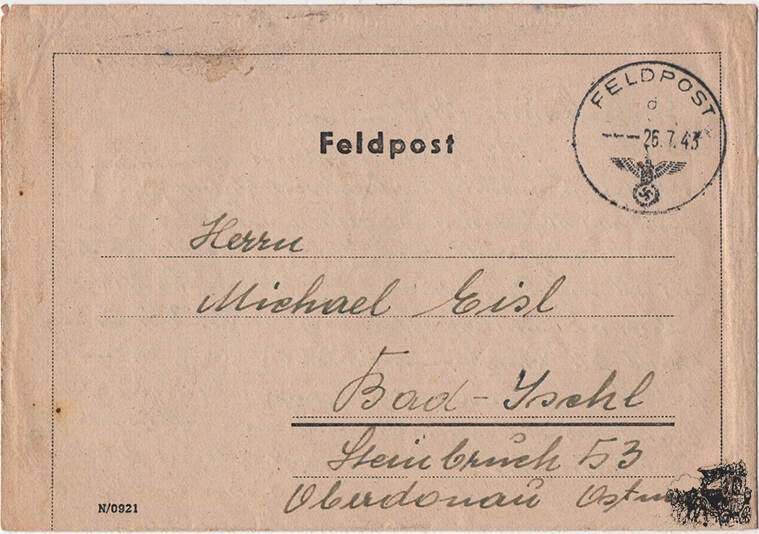 FELDPOST
d
26.7.43
Feldpost
Herrn
Michael Eisl
Bad-Ischl
Steinbruch 53
Oberdonau
N/0921